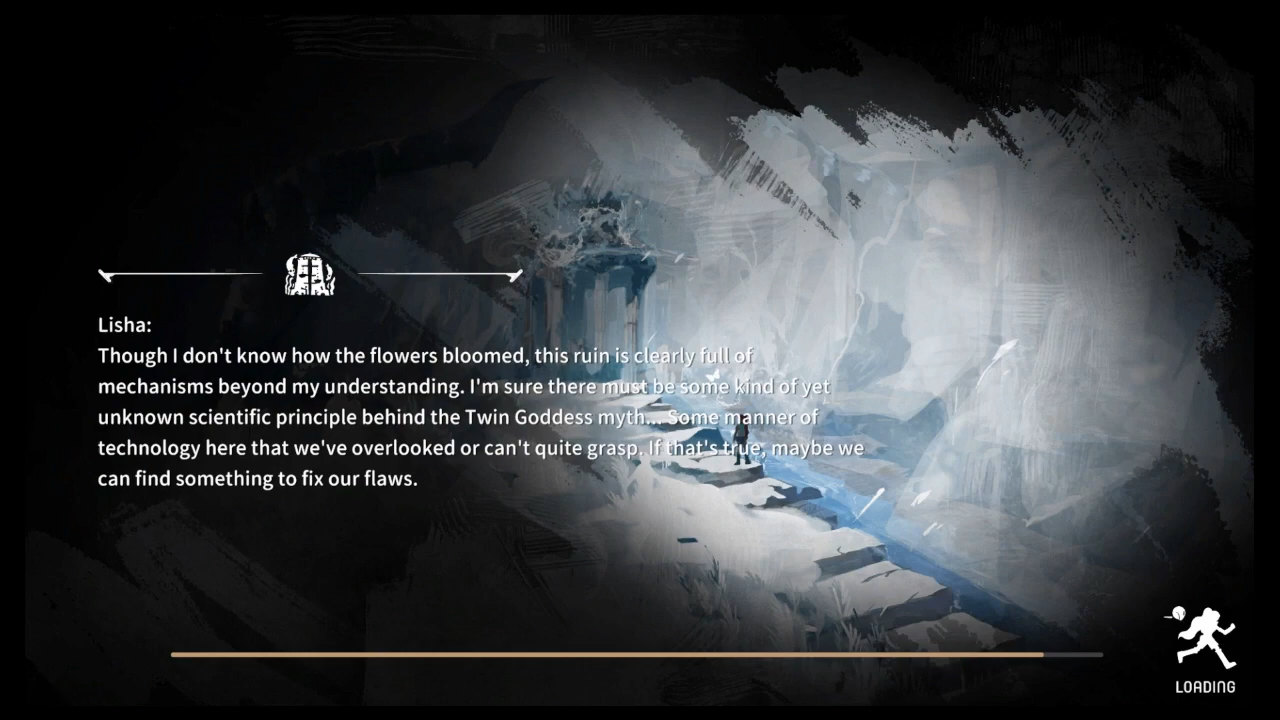 Lisha:
Though I don't know how the flowers bloomed, this ruin is clearly full of
mechanisms beyond my understanding. I'm sure there must be some kind of yet
unknown scientific principle behind the Twin Goddess myth... Some manner of
technology here that we've overlooked or can't quite grasp. If that's true, maybe we
can find something to fix our flaws.
LOADING